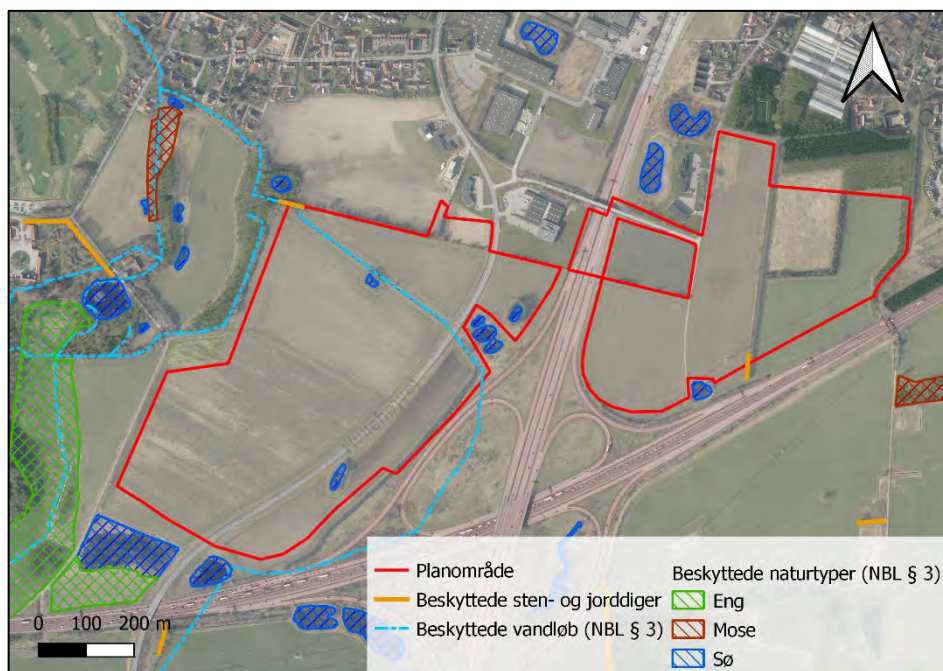 Planområde
Beskyttede sten- og jorddiger
Beskyttede vandløb (NBL § 3)
Beskyttede naturtyper (NBL § 3)
Eng
Mose
Sø
0 100 200 m